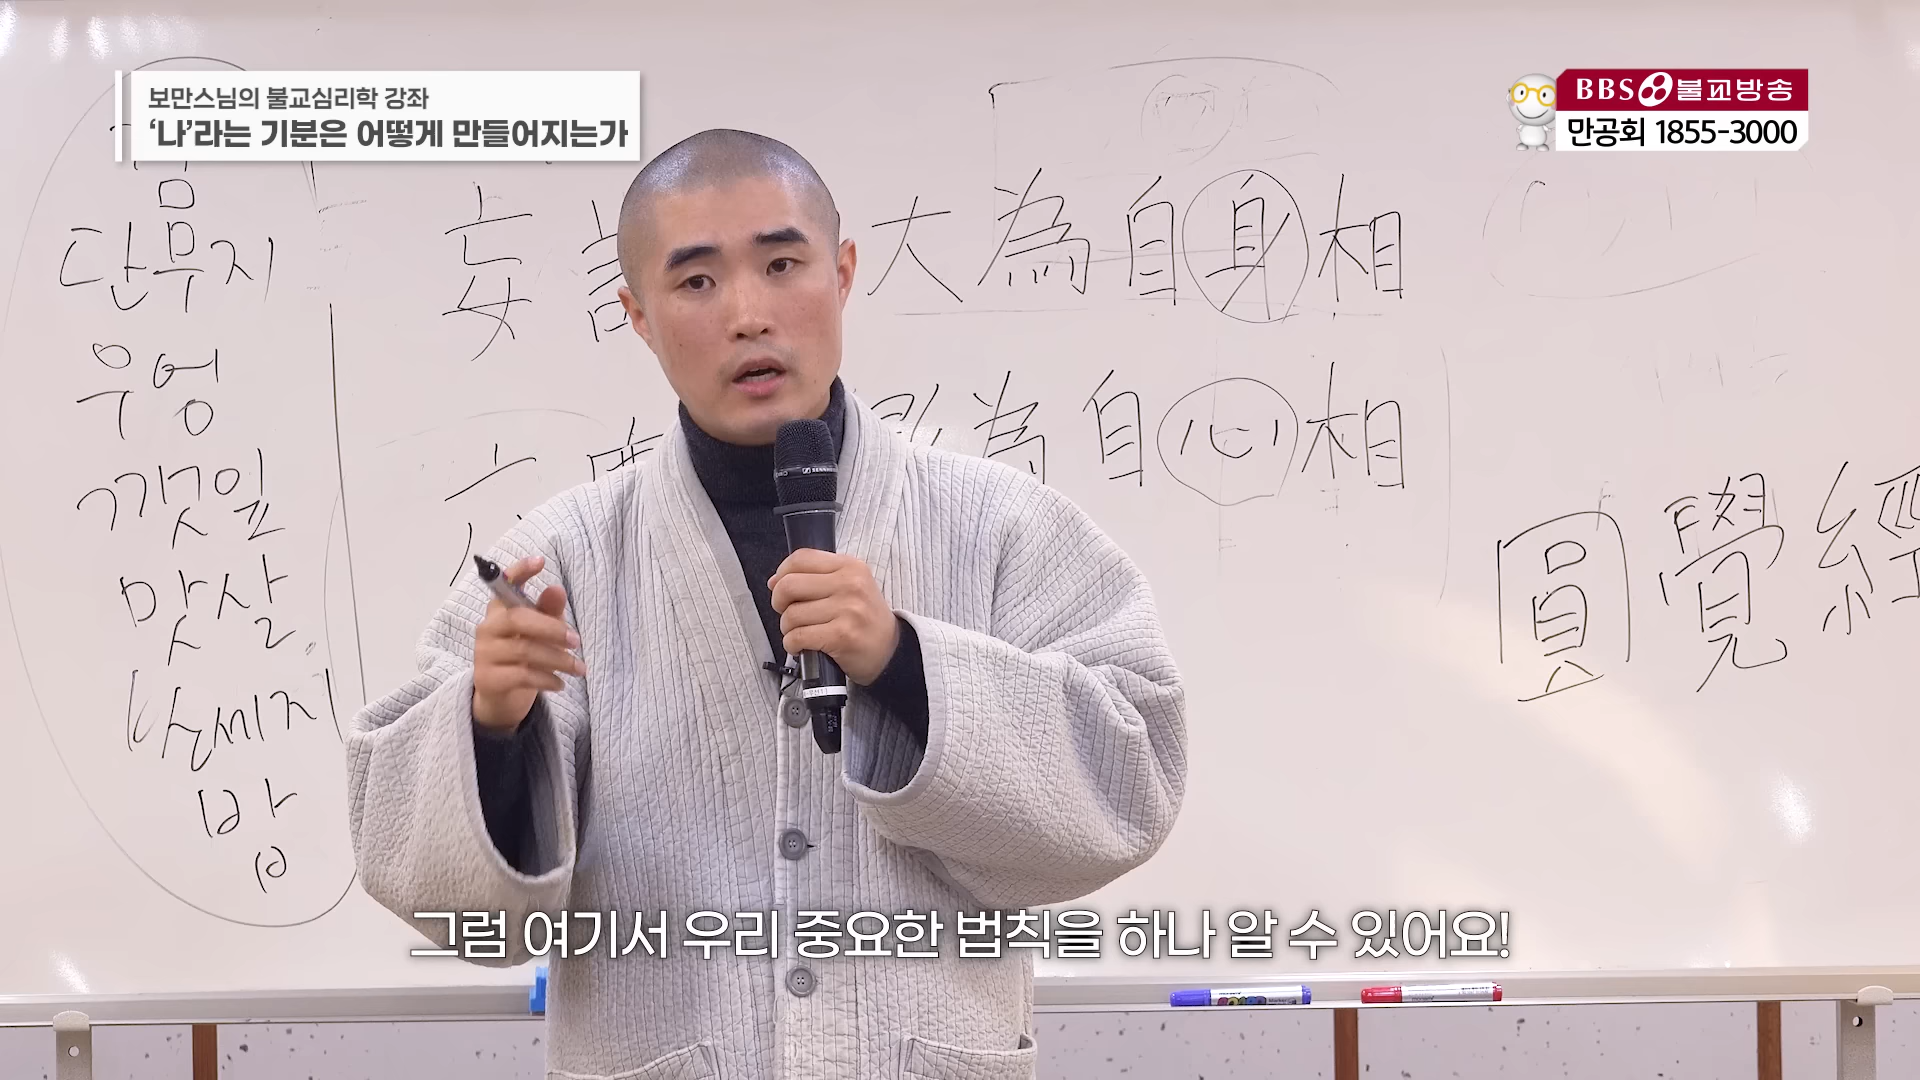 보만스님의 불교심리학 강좌
‘나’라는 기분은 어떻게 만들어지는가
BBS 불교방송
만공회 1855-3000
단무지
우엉
깻잎
맛살
밥
妄 大為自身相
六 為自心相
圓覺經
그럼 여기서 우리 중요한 법칙을 하나 알 수 있어요!